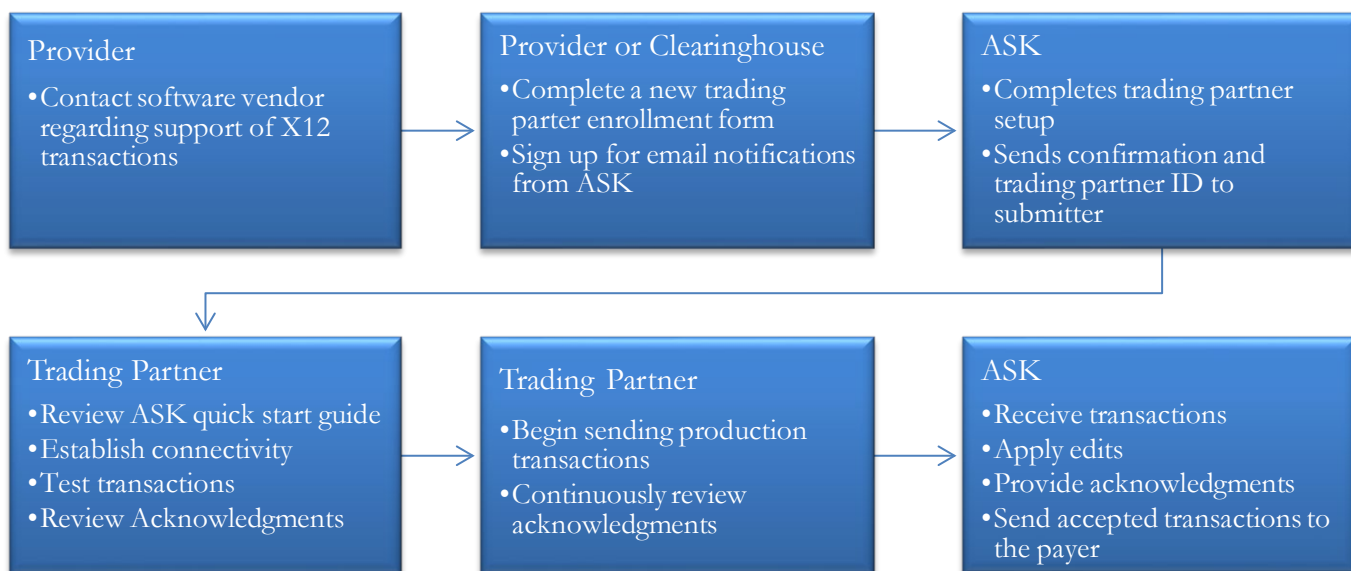 Provider
•Contact software vendor
regarding support of X12
transactions
Provider or Clearinghouse
•Complete a new trading
parter enrollment form
•Sign up for email notifications
from ASK
ASK
•Completes trading partner
setup
•Sends confirmation and
trading partner ID to
submitter
Trading Partner
•Review ASK quick start guide
•Establish connectivity
•Test transactions
•Review Acknowledgments
Trading Partner
•Begin sending production
transactions
•Continuously review
acknowledgments
ASK
•Receive transactions
•Apply edits
•Provide acknowledgments
•Send accepted transactions to
the payer